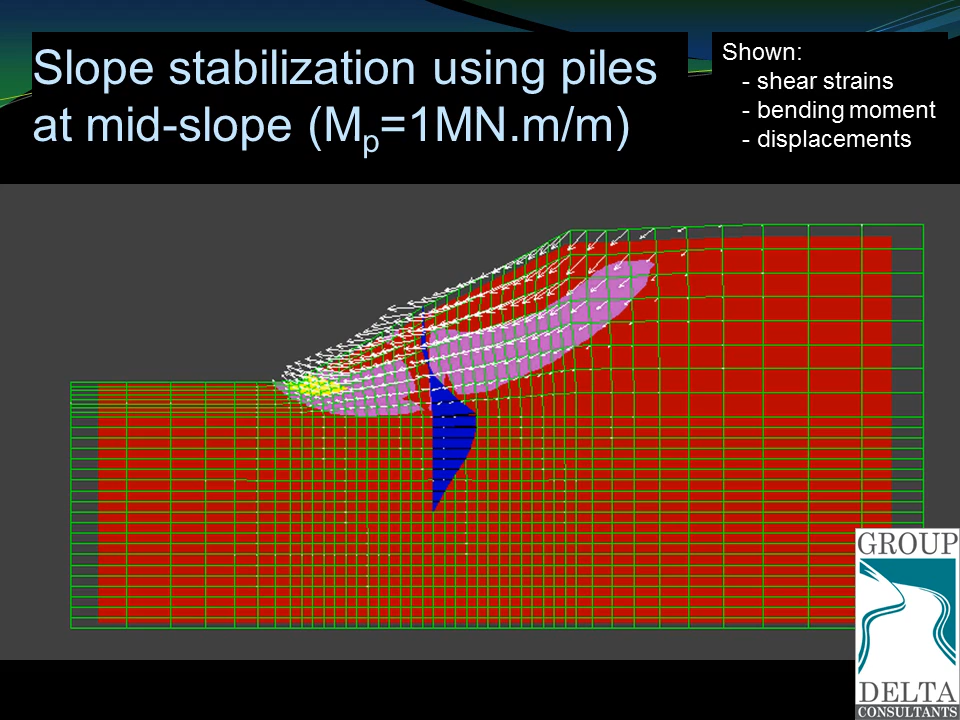 Slope stabilization using piles
at mid-slope (Mp=1MN.m/m)
Shown:
- shear strains
- bending moment
- displacements
GROUP
DELTA
CONSULTANTS